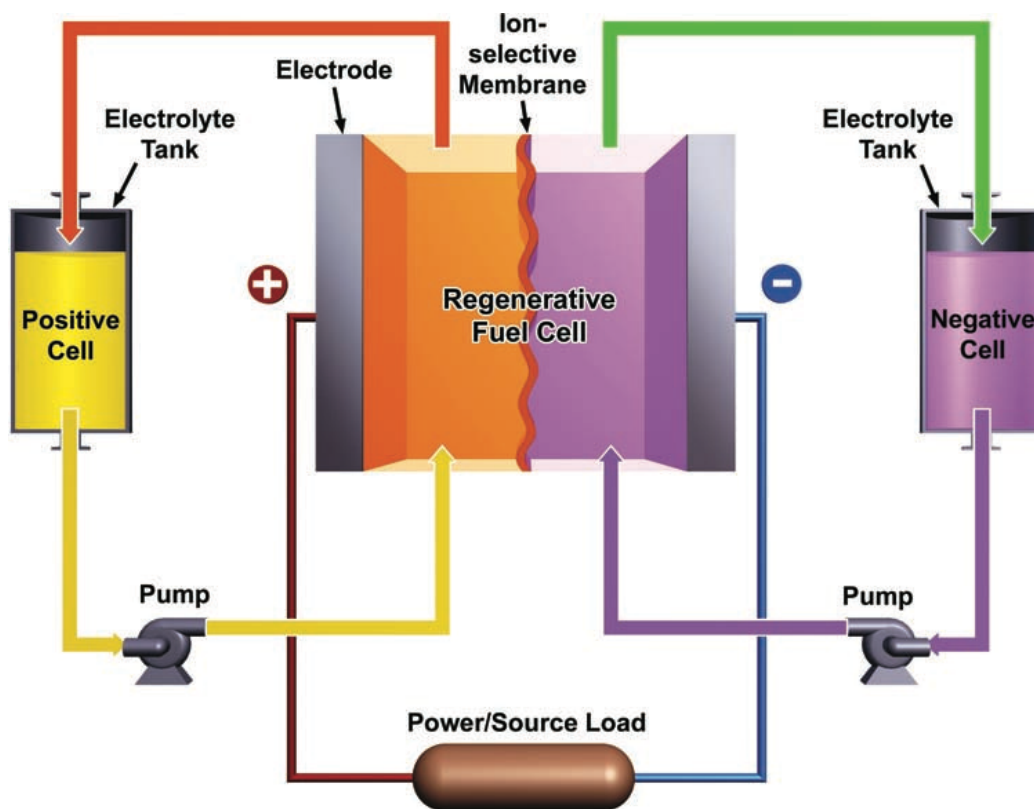 Ion-
selective
Membrane
Electrode
Electrolyte
Tank
Electrolyte
Tank
+
-
Positive
Cell
Regenerative
Fuel Cell
Negative
Cell
Pump
Pump
Power/Source Load